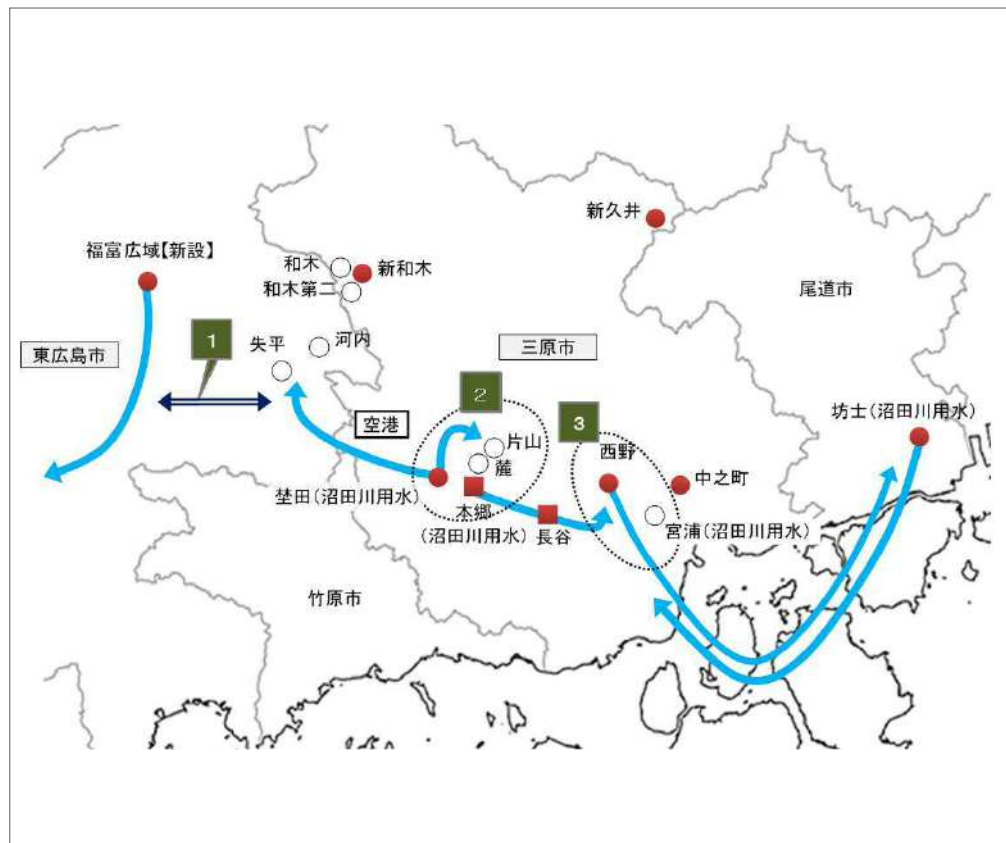 新久井
福富広域【新設】
和木
新和木
和木第二
尾道市
東広島市
1
失平
河内
三原市
2
坊士(沼田川用水)
空港
3
片山
西野
麓
中之町
埜田(沼田川用水)
本郷
(沼田川用水)
長谷
宮浦(沼田川用水)
竹原市